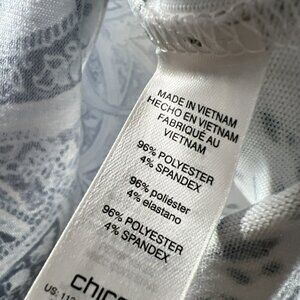 MADE IN VIETNAM
HECHO EN VIETNAM
FABRIQUÉ AU
VIETNAM
96% POLYESTER
4% SPANDEX
96% poliéster
4% elastano
96% POLYESTER
4% SPANDEX